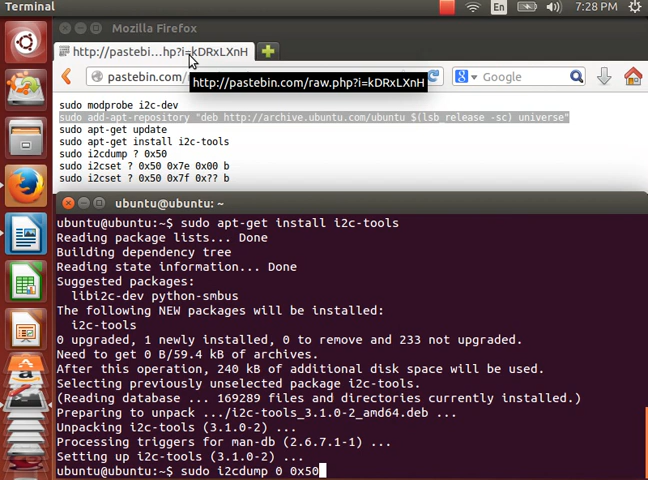 Terminal
En
7:28 PM
Mozilla Firefox
http://pastebi...hp?i=kDRxLXnH
pastebin.com/
Google
http://pastebin.com/raw.php?i=kDRxLXnH
sudo modprobe i2c-dev
sudo add-apt-repository "deb http://archive.ubuntu.com/ubuntu $(lsb_release -sc) universe"
sudo apt-get update
sudo apt-get install i2c-tools
sudo i2cdump ? 0x50
sudo i2cset ? 0x50 0x7e 0x00 b
sudo i2cset ? 0x50 0x7f 0x?? b
ubuntu@ubuntu: ~
ubuntu@ubuntu:~$ sudo apt-get install i2c-tools
Reading package lists... Done
Building dependency tree
Reading state information... Done
Suggested packages:
libi2c-dev python-smbus
The following NEW packages will be installed:
i2c-tools
0 upgraded, 1 newly installed, 0 to remove and 233 not upgraded.
Need to get 0 B/59.4 kB of archives.
After this operation, 240 kB of additional disk space will be used.
Selecting previously unselected package i2c-tools.
(Reading database ... 169289 files and directories currently installed.)
Preparing to unpack .../i2c-tools_3.1.0-2_amd64.deb ...
Unpacking i2c-tools (3.1.0-2) ...
Processing triggers for man-db (2.6.7.1-1) ...
Setting up i2c-tools (3.1.0-2) ...
ubuntu@ubuntu:~$ sudo i2cdump 0 0x50